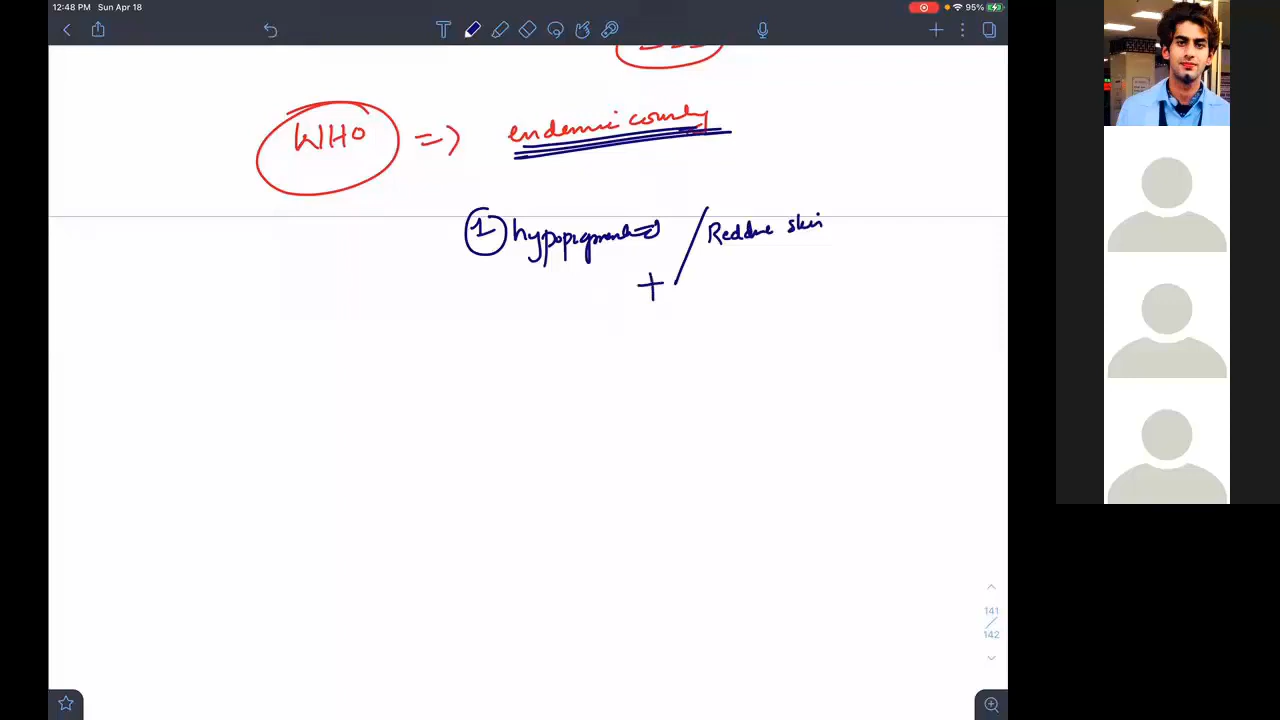 12:48 PM Sun Apr 18
95%
T
WHO => endemic country
1 hypopigmented / Reddish skin
+
141
/
142